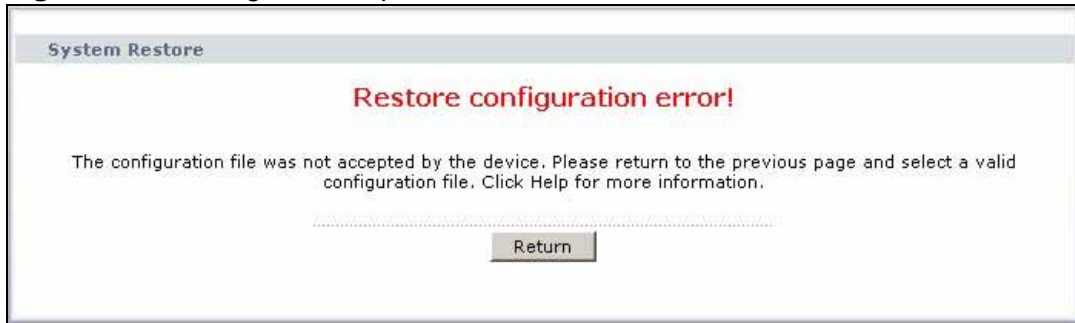 System Restore
Restore configuration error!
The configuration file was not accepted by the device. Please return to the previous page and select a valid
configuration file. Click Help for more information.
Return